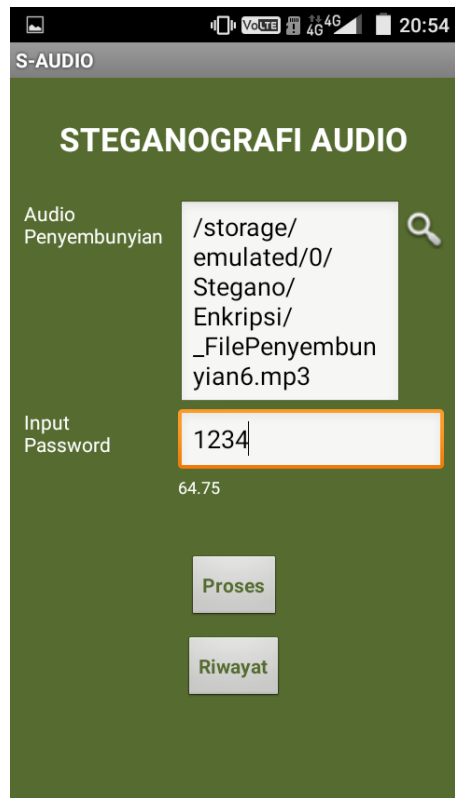 VoLTE 4G 4G 20:54
S-AUDIO
STEGANOGRAFI AUDIO
Audio
Penyembunyian
/storage/
emulated/0/
Stegano/
Enkripsi/
_FilePenyembun
yian6.mp3
Input
Password
1234
64.75
Proses
Riwayat